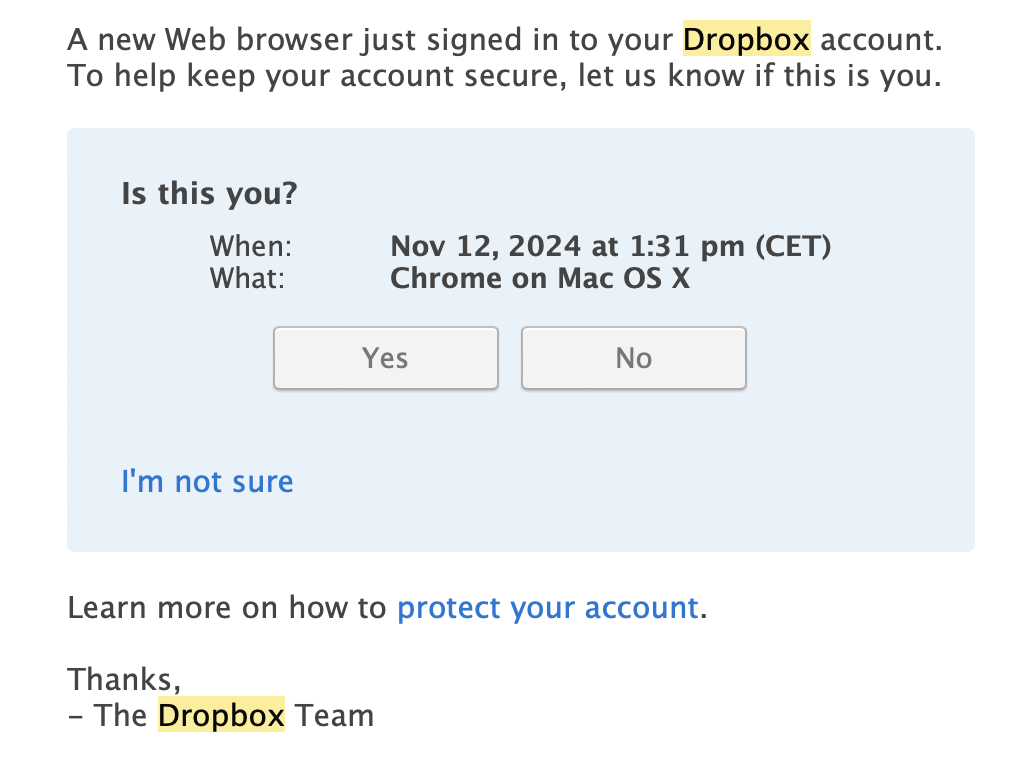 A new Web browser just signed in to your Dropbox account.
To help keep your account secure, let us know if this is you.
Is this you?
When: Nov 12, 2024 at 1:31 pm (CET)
What: Chrome on Mac OS X
Yes No
I'm not sure
Learn more on how to protect your account.
Thanks,
– The Dropbox Team